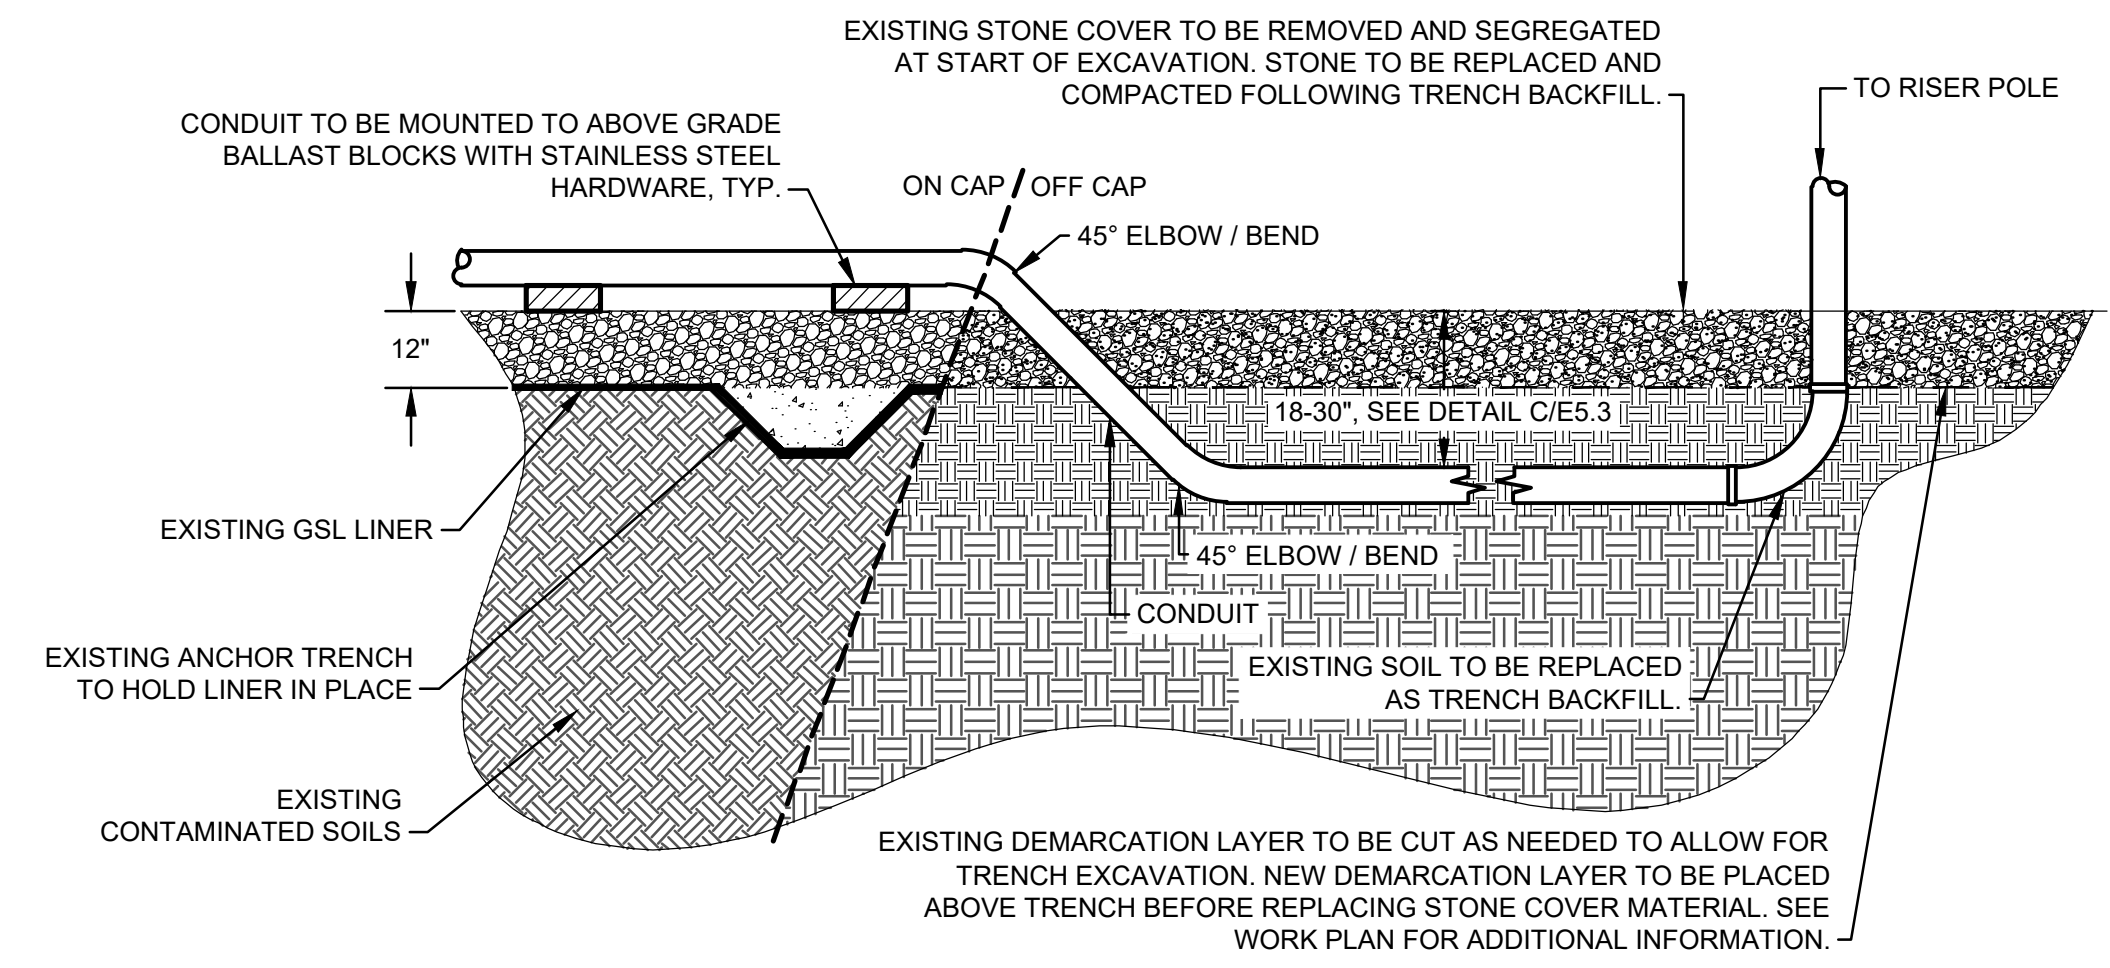 EXISTING STONE COVER TO BE REMOVED AND SEGREGATED
AT START OF EXCAVATION. STONE TO BE REPLACED AND
COMPACTED FOLLOWING TRENCH BACKFILL.
TO RISER POLE
CONDUIT TO BE MOUNTED TO ABOVE GRADE
BALLAST BLOCKS WITH STAINLESS STEEL
HARDWARE, TYP.
ON CAP
OFF CAP
45° ELBOW / BEND
12"
18-30", SEE DETAIL C/E5.3
EXISTING GSL LINER
45° ELBOW / BEND
CONDUIT
EXISTING ANCHOR TRENCH
TO HOLD LINER IN PLACE
EXISTING SOIL TO BE REPLACED
AS TRENCH BACKFILL.
EXISTING
CONTAMINATED SOILS
EXISTING DEMARCATION LAYER TO BE CUT AS NEEDED TO ALLOW FOR
TRENCH EXCAVATION. NEW DEMARCATION LAYER TO BE PLACED
ABOVE TRENCH BEFORE REPLACING STONE COVER MATERIAL. SEE
WORK PLAN FOR ADDITIONAL INFORMATION.